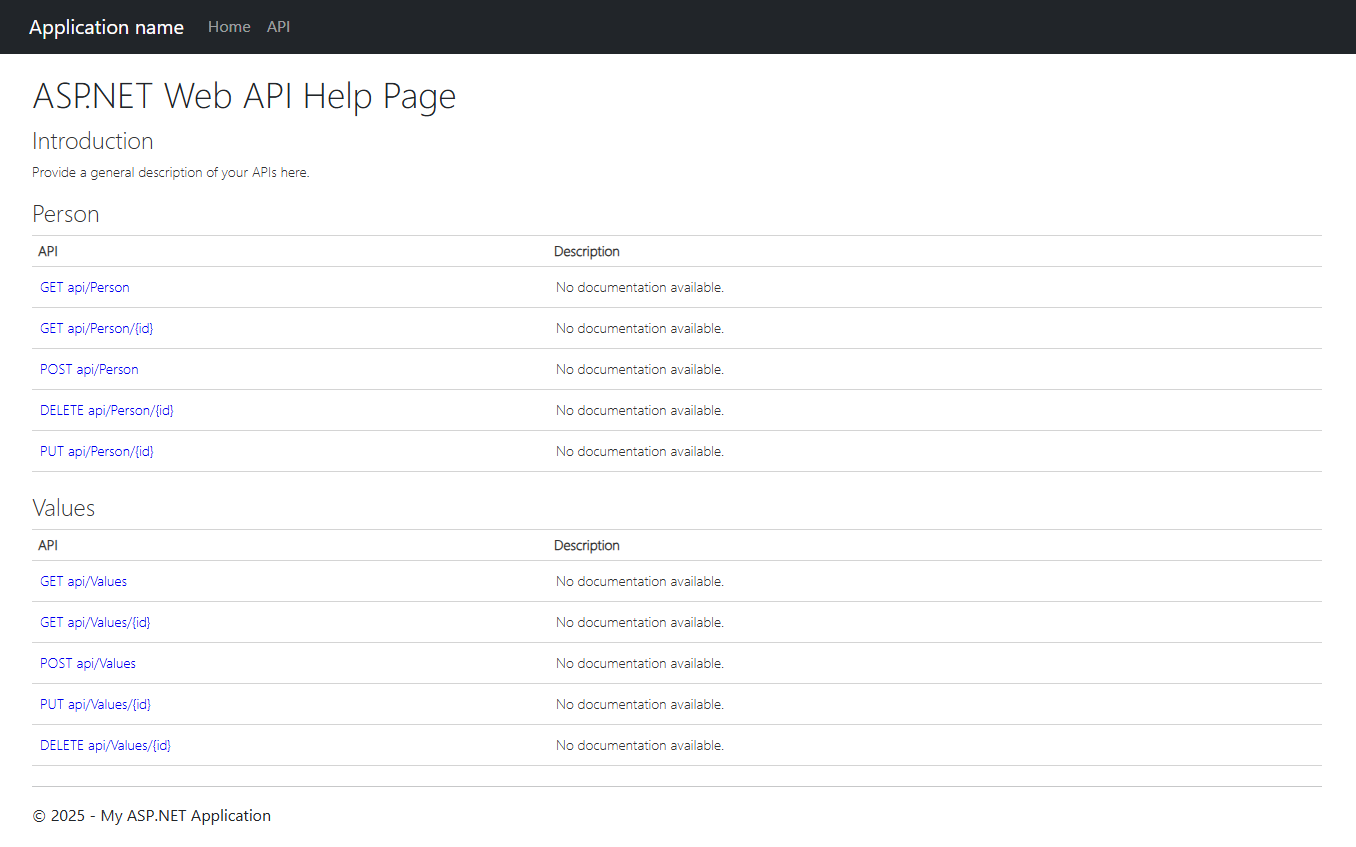 Application name Home API
ASP.NET Web API Help Page
Introduction
Provide a general description of your APIs here.
Person
API Description
GET api/Person No documentation available.
GET api/Person/{id} No documentation available.
POST api/Person No documentation available.
DELETE api/Person/{id} No documentation available.
PUT api/Person/{id} No documentation available.
Values
API Description
GET api/Values No documentation available.
GET api/Values/{id} No documentation available.
POST api/Values No documentation available.
PUT api/Values/{id} No documentation available.
DELETE api/Values/{id} No documentation available.
© 2025 - My ASP.NET Application